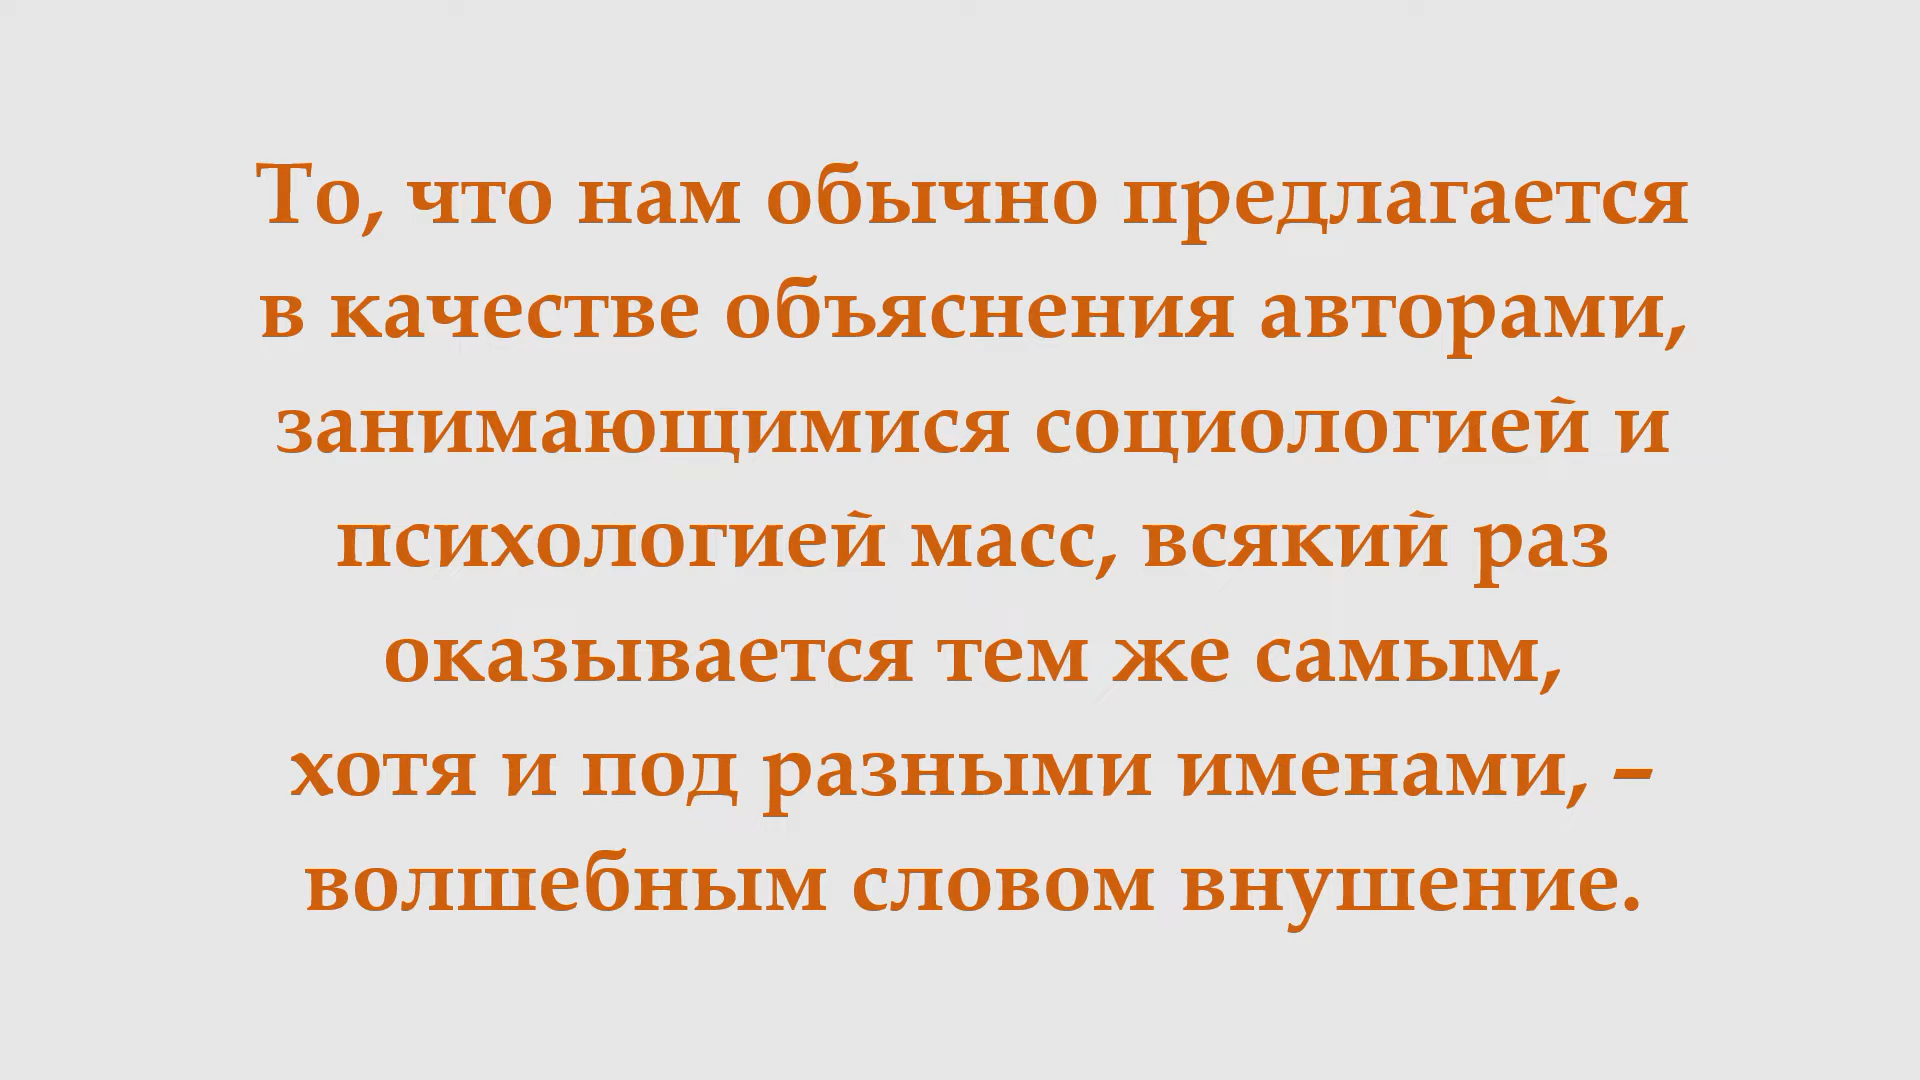 То, что нам обычно предлагается
в качестве объяснения авторами,
занимающимися социологией и
психологией масс, всякий раз
оказывается тем же самым,
хотя и под разными именами, –
волшебным словом внушение.